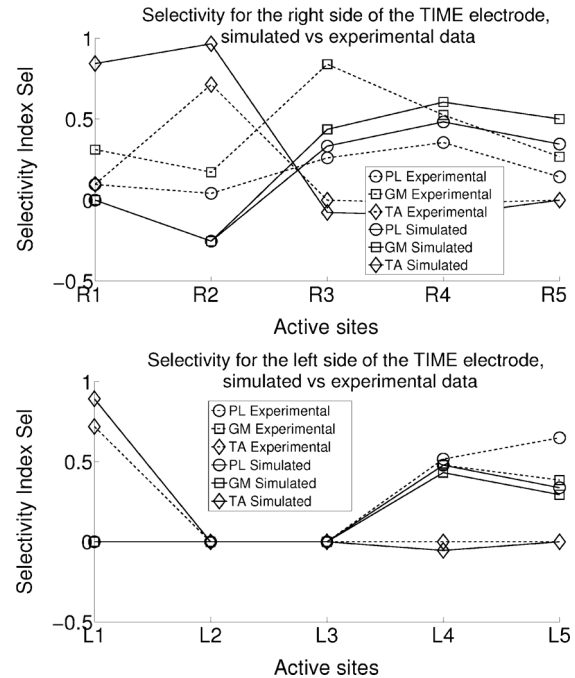 Selectivity for the right side of the TIME electrode,
simulated vs experimental data
1
0.5
0
-0.5
Selectivity Index Sel
PL Experimental
GM Experimental
TA Experimental
PL Simulated
GM Simulated
TA Simulated
R1 R2 R3 R4 R5
Active sites
Selectivity for the left side of the TIME electrode,
simulated vs experimental data
1
0.5
0
-0.5
Selectivity Index Sel
PL Experimental
GM Experimental
TA Experimental
PL Simulated
GM Simulated
TA Simulated
L1 L2 L3 L4 L5
Active sites